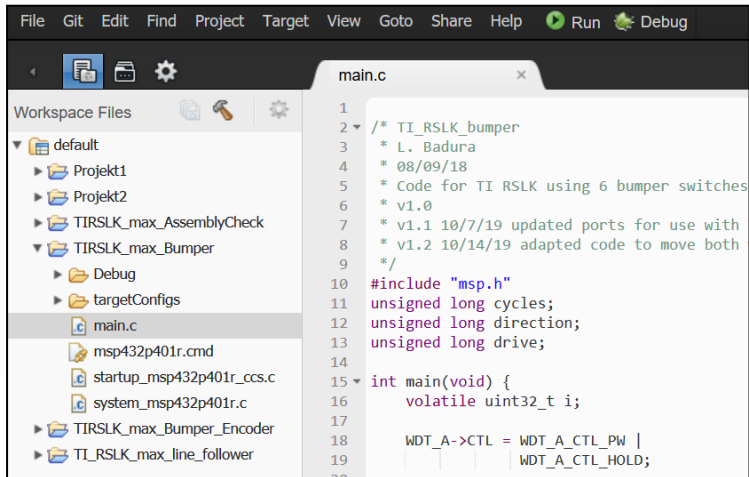 File Git Edit Find Project Target View Goto Share Help Run Debug
main.c ×
Workspace Files
default
Projekt1
Projekt2
TIRSLK_max_AssemblyCheck
TIRSLK_max_Bumper
Debug
targetConfigs
main.c
msp432p401r.cmd
startup_msp432p401r_ccs.c
system_msp432p401r.c
TIRSLK_max_Bumper_Encoder
TI_RSLK_max_line_follower
1
2 /* TI_RSLK_bumper
3 * L. Badura
4 * 08/09/18
5 * Code for TI RSLK using 6 bumper switches
6 * v1.0
7 * v1.1 10/7/19 updated ports for use with
8 * v1.2 10/14/19 adapted code to move both
9 */
10 #include "msp.h"
11 unsigned long cycles;
12 unsigned long direction;
13 unsigned long drive;
14
15 int main(void) {
16 volatile uint32_t i;
17
18 WDT_A->CTL = WDT_A_CTL_PW |
19 WDT_A_CTL_HOLD;